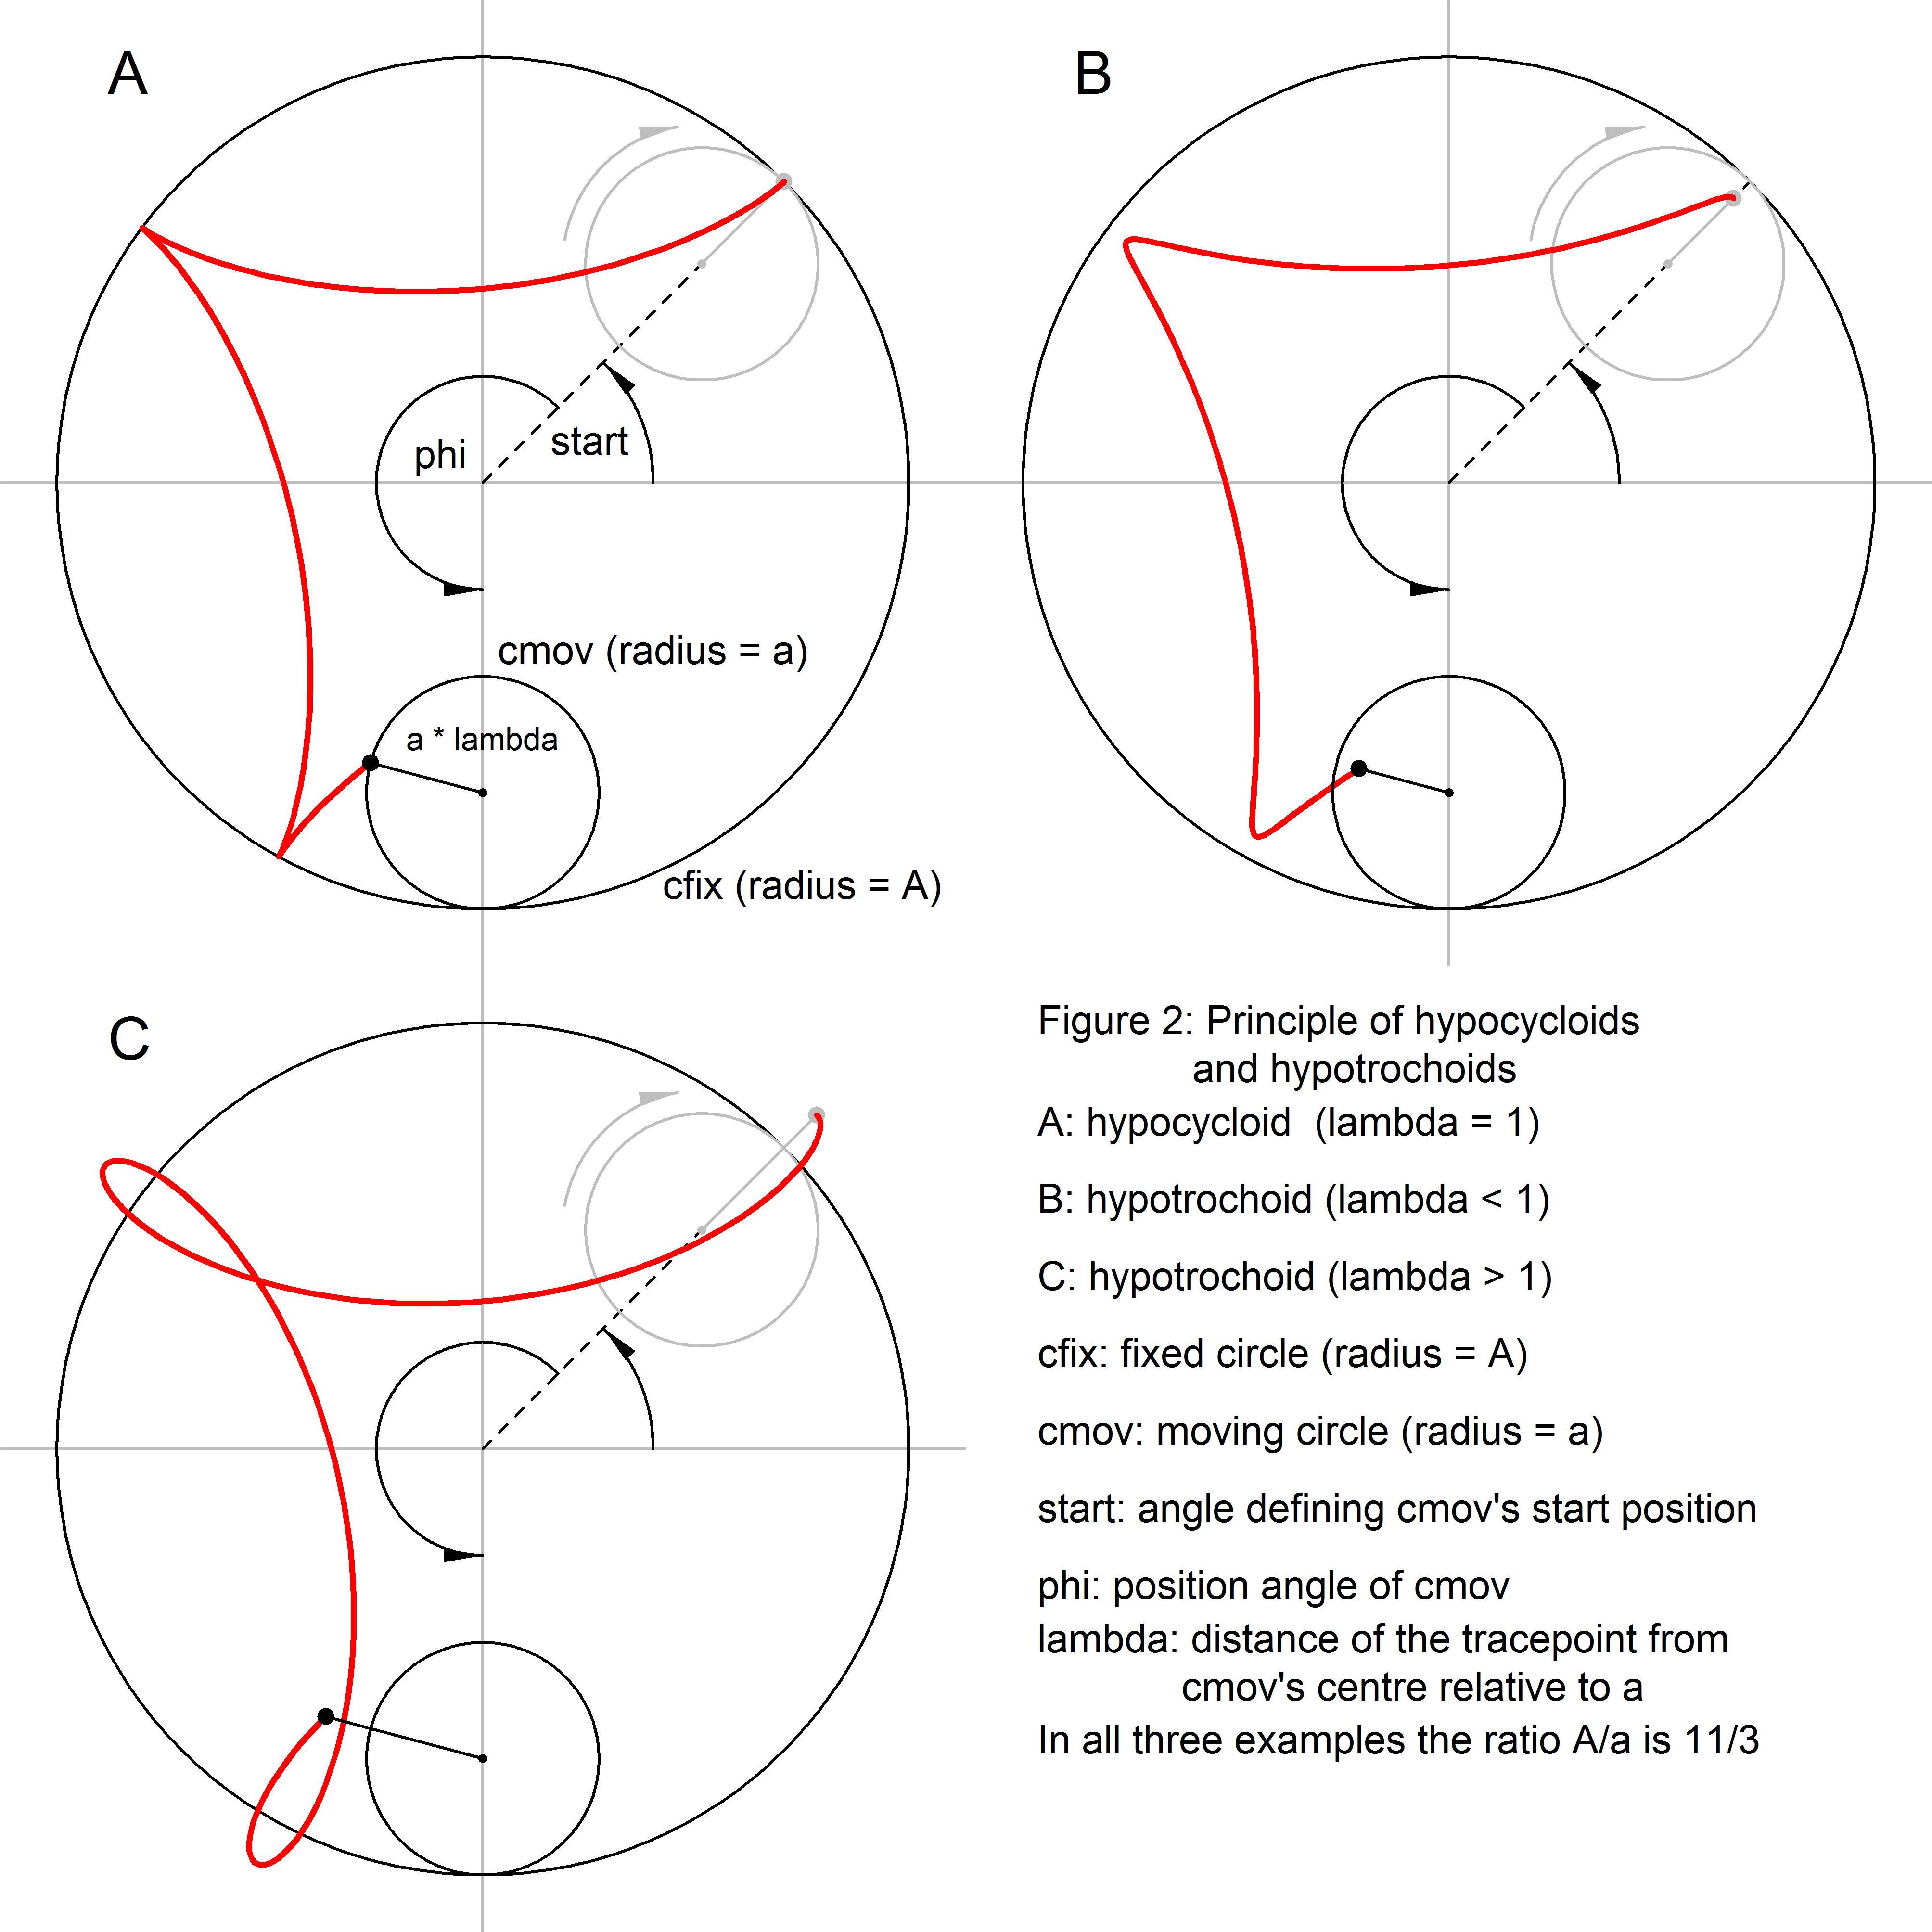 A
B
phi
start
cmov (radius = a)
a * lambda
cfix (radius = A)
C
Figure 2: Principle of hypocycloids
and hypotrochoids
A: hypocycloid  (lambda = 1)
B: hypotrochoid (lambda < 1)
C: hypotrochoid (lambda > 1)
cfix: fixed circle (radius = A)
cmov: moving circle (radius = a)
start: angle defining cmov's start position
phi: position angle of cmov
lambda: distance of the tracepoint from
cmov's centre relative to a
In all three examples the ratio A/a is 11/3